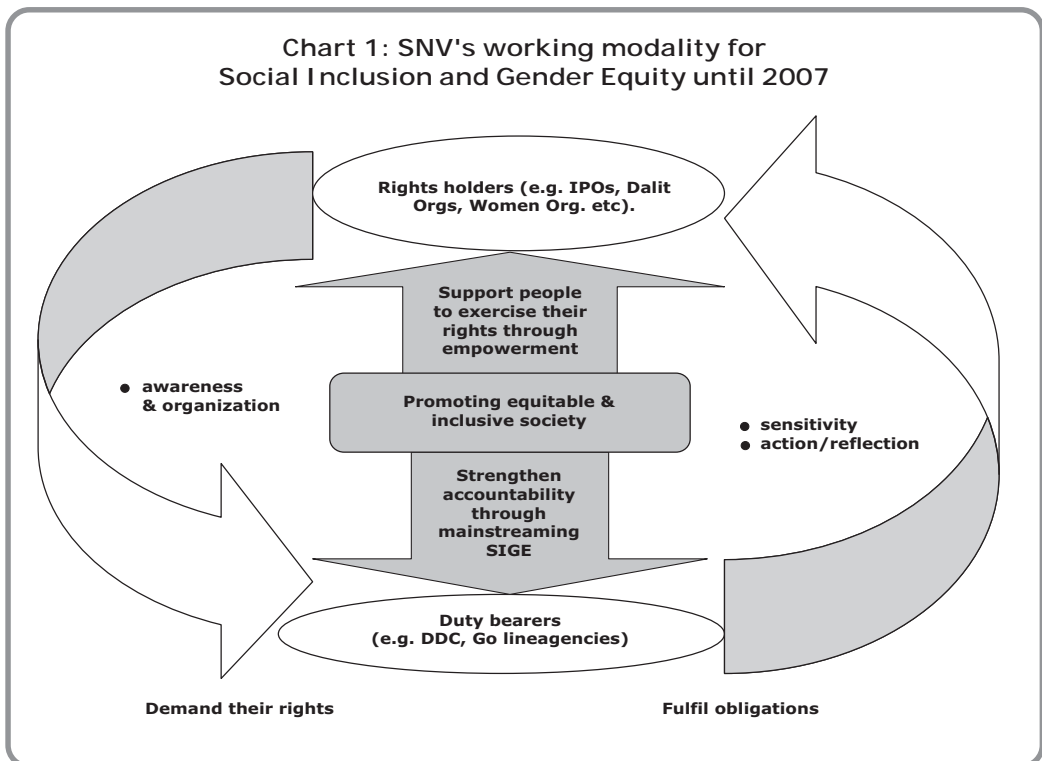 Chart 1: SNV's working modality for
Social Inclusion and Gender Equity until 2007
Rights holders (e.g. IPOs, Dalit
Orgs, Women Org. etc).
Support people
to exercise their
rights through
empowerment
● awareness
& organization
Promoting equitable &
inclusive society
● sensitivity
● action/reflection
Strengthen
accountability
through
mainstreaming
SIGE
Duty bearers
(e.g. DDC, Go lineagencies)
Demand their rights
Fulfil obligations